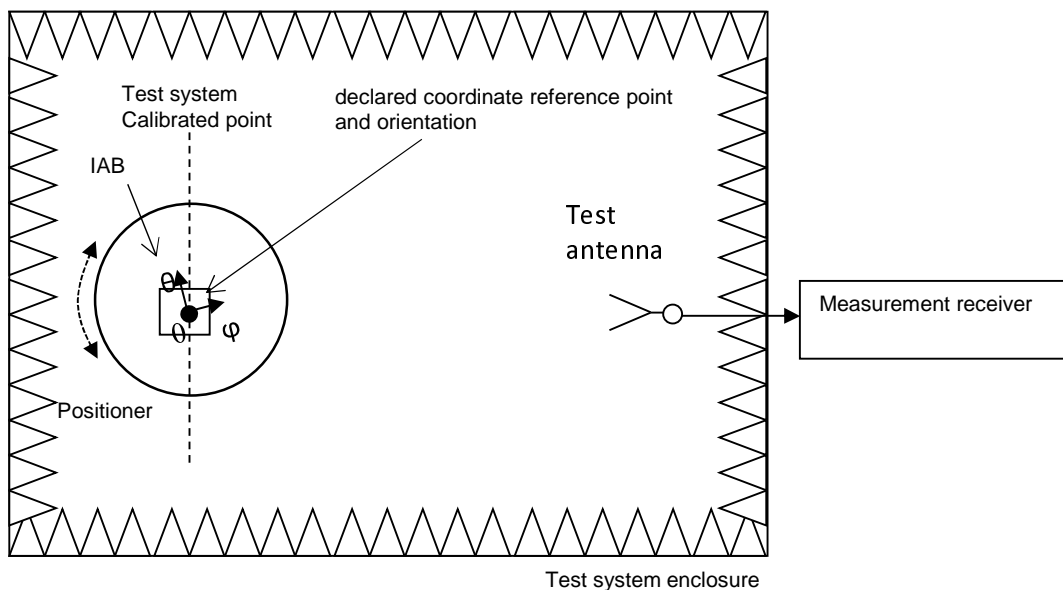 Test system
Calibrated point
declared coordinate reference point
and orientation
IAB
Test
antenna
Measurement receiver
θ
0
φ
Positioner
Test system enclosure